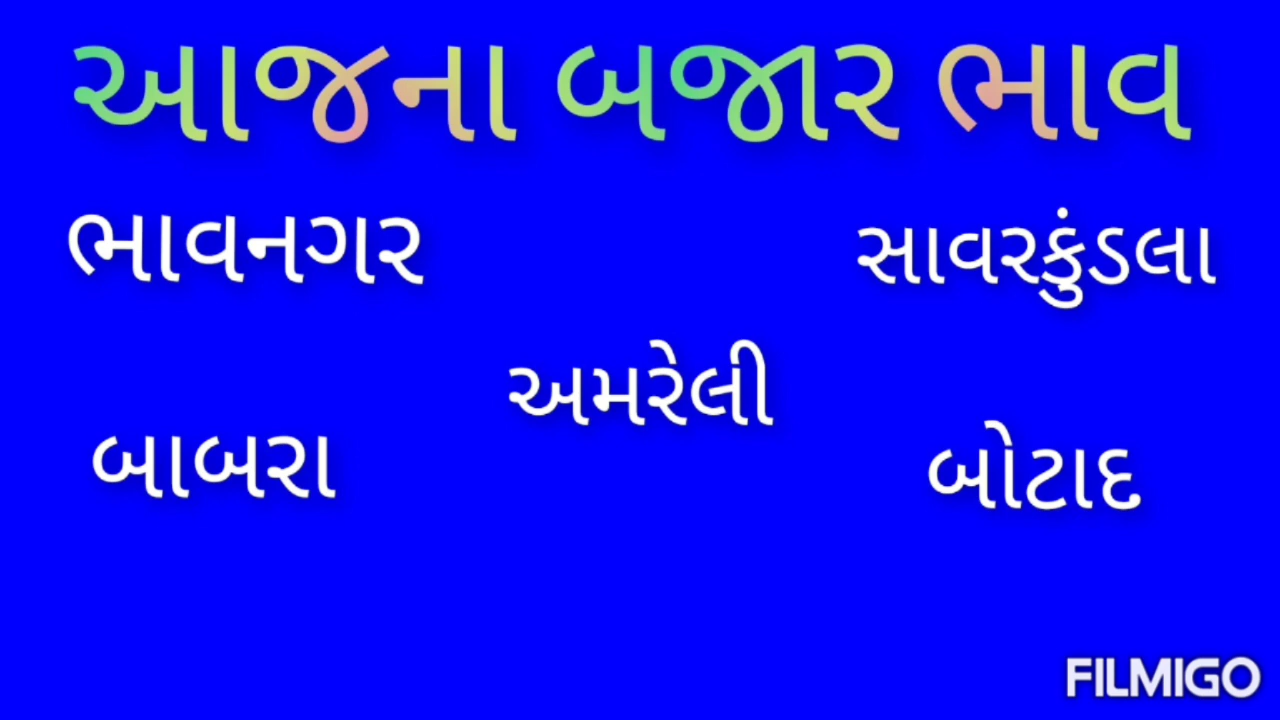 આજના બજાર ભાવ
ભાવનગર
સાવરકુંડલા
અમરેલી
બાબરા
બોટાદ
FILMIGO